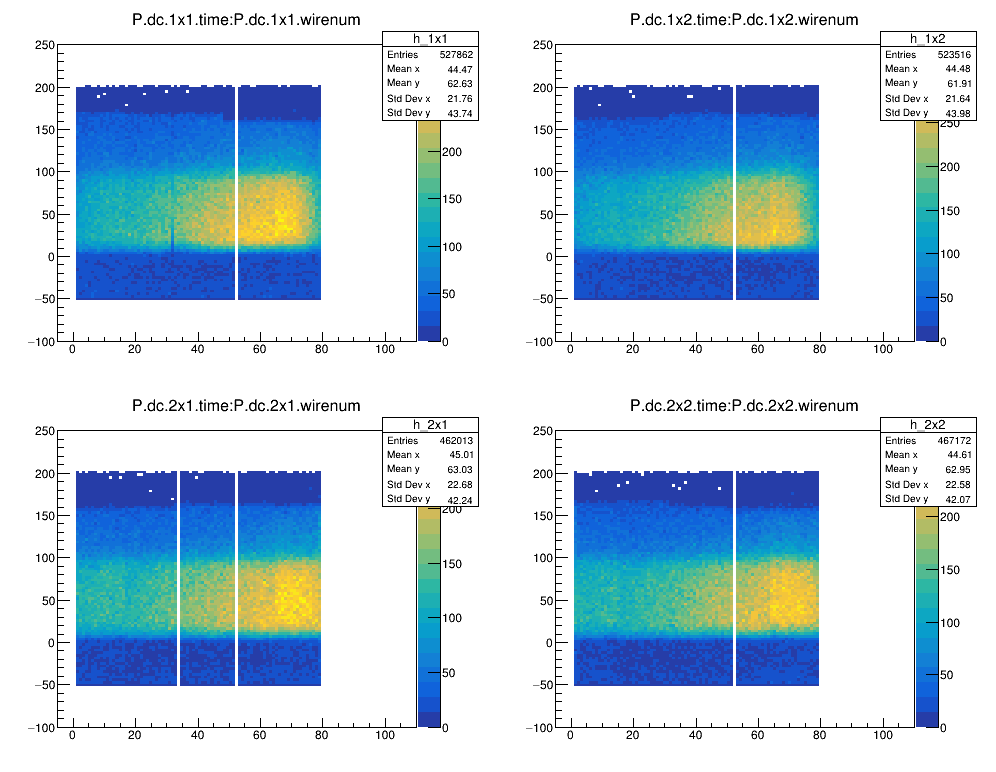 P.dc.1x1.time:P.dc.1x1.wirenum
h_1x1
Entries 527862
Mean x 44.47
Mean y 62.63
Std Dev x 21.76
Std Dev y 43.74
250
200
150
100
50
0
−50
−100
0 20 40 60 80 100
200
150
100
50
0
P.dc.1x2.time:P.dc.1x2.wirenum
h_1x2
Entries 523516
Mean x 44.48
Mean y 61.91
Std Dev x 21.64
Std Dev y 43.98
250
200
150
100
50
0
−50
−100
0 20 40 60 80 100
250
200
150
100
50
0
P.dc.2x1.time:P.dc.2x1.wirenum
h_2x1
Entries 462013
Mean x 45.01
Mean y 63.03
Std Dev x 22.68
Std Dev y 42.24
250
200
150
100
50
0
−50
−100
0 20 40 60 80 100
200
150
100
50
0
P.dc.2x2.time:P.dc.2x2.wirenum
h_2x2
Entries 467172
Mean x 44.61
Mean y 62.95
Std Dev x 22.58
Std Dev y 42.07
250
200
150
100
50
0
−50
−100
0 20 40 60 80 100
200
150
100
50
0